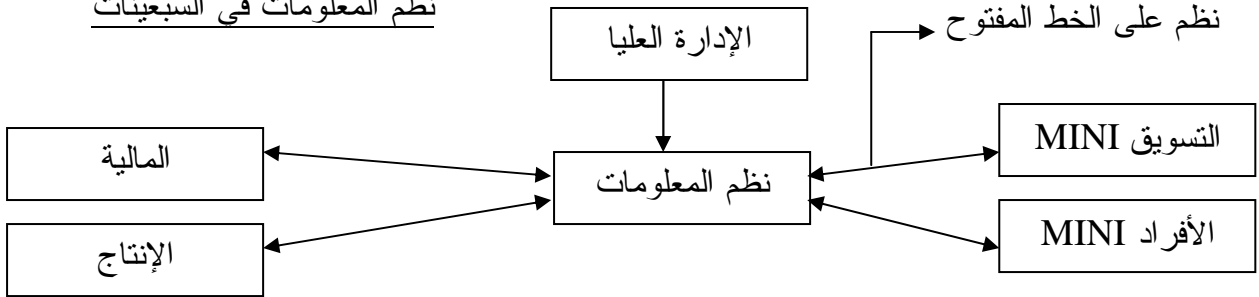 نظم المعلومات في السبعينات
نظم على الخط المفتوح
الإدارة العليا
التسويق MINI
المالية
نظم المعلومات
الأفراد MINI
الإنتاج